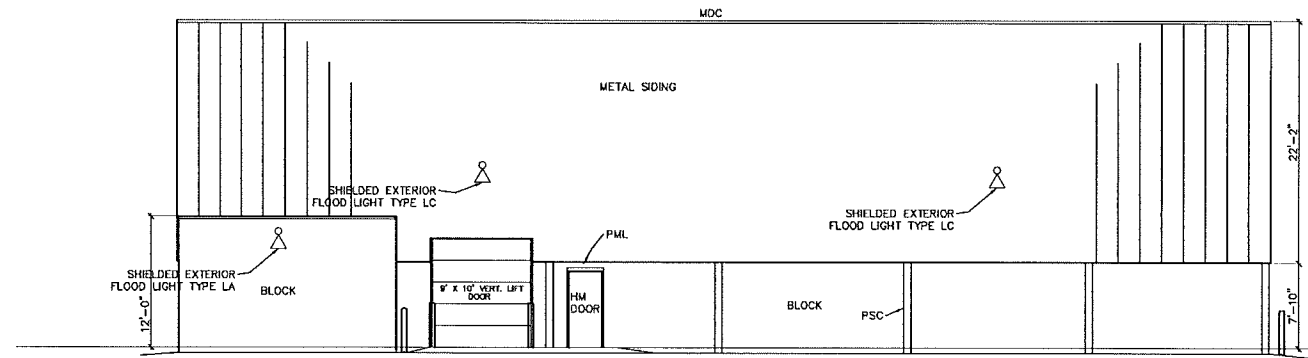 MDC
METAL SIDING
22'-2"
SHIELDED EXTERIOR
FLOOD LIGHT TYPE LC
SHIELDED EXTERIOR
FLOOD LIGHT TYPE LC
PML
SHIELDED EXTERIOR
FLOOD LIGHT TYPE LA
BLOCK
12'-0"
9' X 10' VERT. LIFT
DOOR
HM
DOOR
BLOCK
PSC
7'-10"